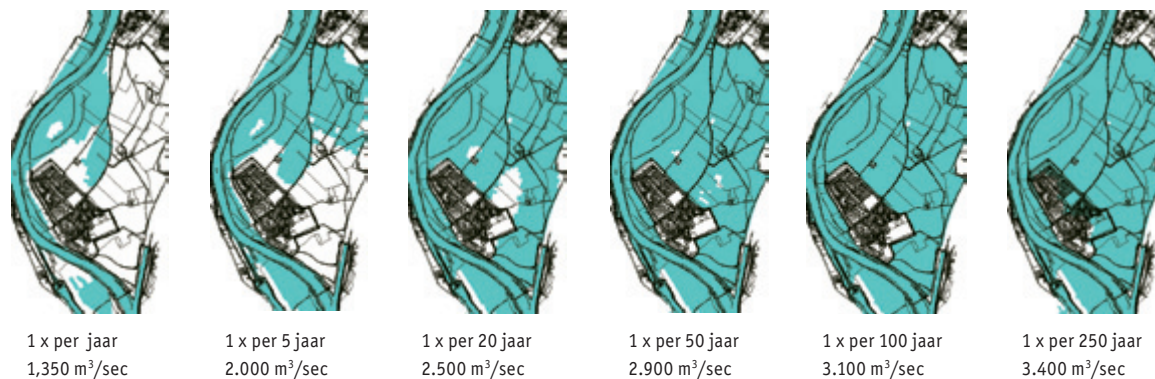 1 x per jaar
1,350 m³/sec
1 x per 5 jaar
2.000 m³/sec
1 x per 20 jaar
2.500 m³/sec
1 x per 50 jaar
2.900 m³/sec
1 x per 100 jaar
3.100 m³/sec
1 x per 250 jaar
3.400 m³/sec